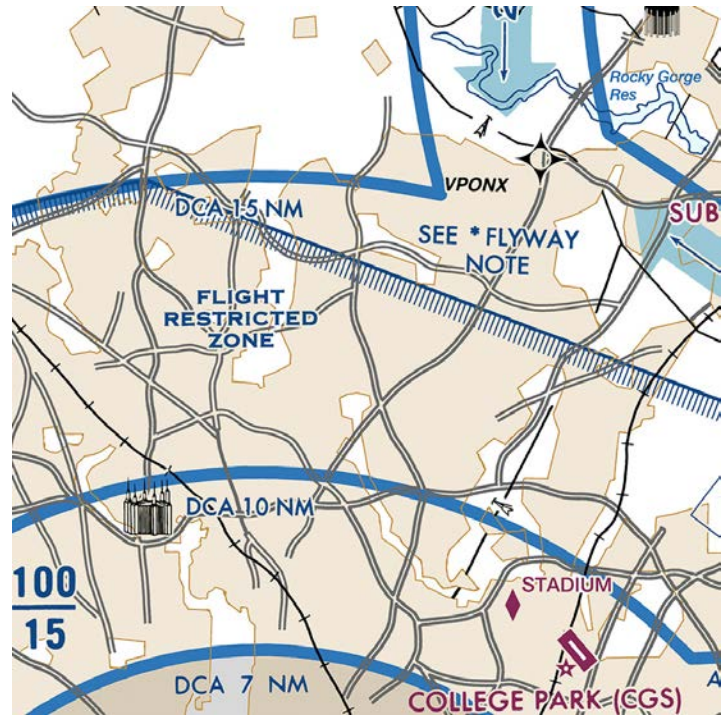 Rocky Gorge
Res
VPONX
DCA 15 NM
SUB
SEE * FLYWAY
NOTE
FLIGHT
RESTRICTED
ZONE
DCA 10 NM
100
15
STADIUM
DCA 7 NM
COLLEGE PARK (CGS)
A